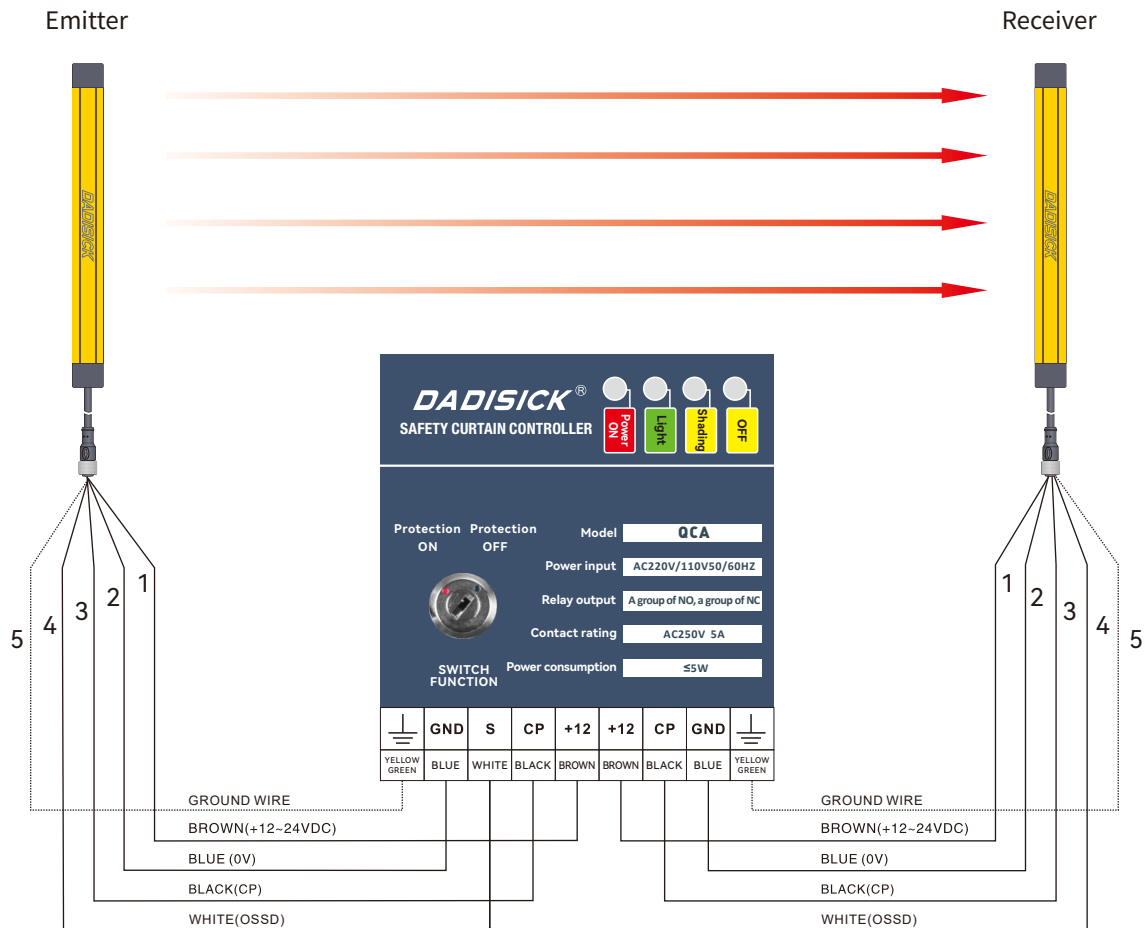 Emitter
Receiver
DADISICK
DADISICK
DADISICK®
SAFETY CURTAIN CONTROLLER
Power ON
Light
Shading
OFF
Protection ON
Protection OFF
SWITCH FUNCTION
Model QCA
Power input AC220V/110V50/60HZ
Relay output A group of NO, a group of NC
Contact rating AC250V 5A
Power consumption ≤5W
GND S CP +12 +12 CP GND
YELLOW GREEN BLUE WHITE BLACK BROWN BROWN BLACK BLUE YELLOW GREEN
5 4 3 2 1
1 2 3 4 5
GROUND WIRE
BROWN(+12~24VDC)
BLUE (0V)
BLACK(CP)
WHITE(OSSD)
GROUND WIRE
BROWN(+12~24VDC)
BLUE (0V)
BLACK(CP)
WHITE(OSSD)